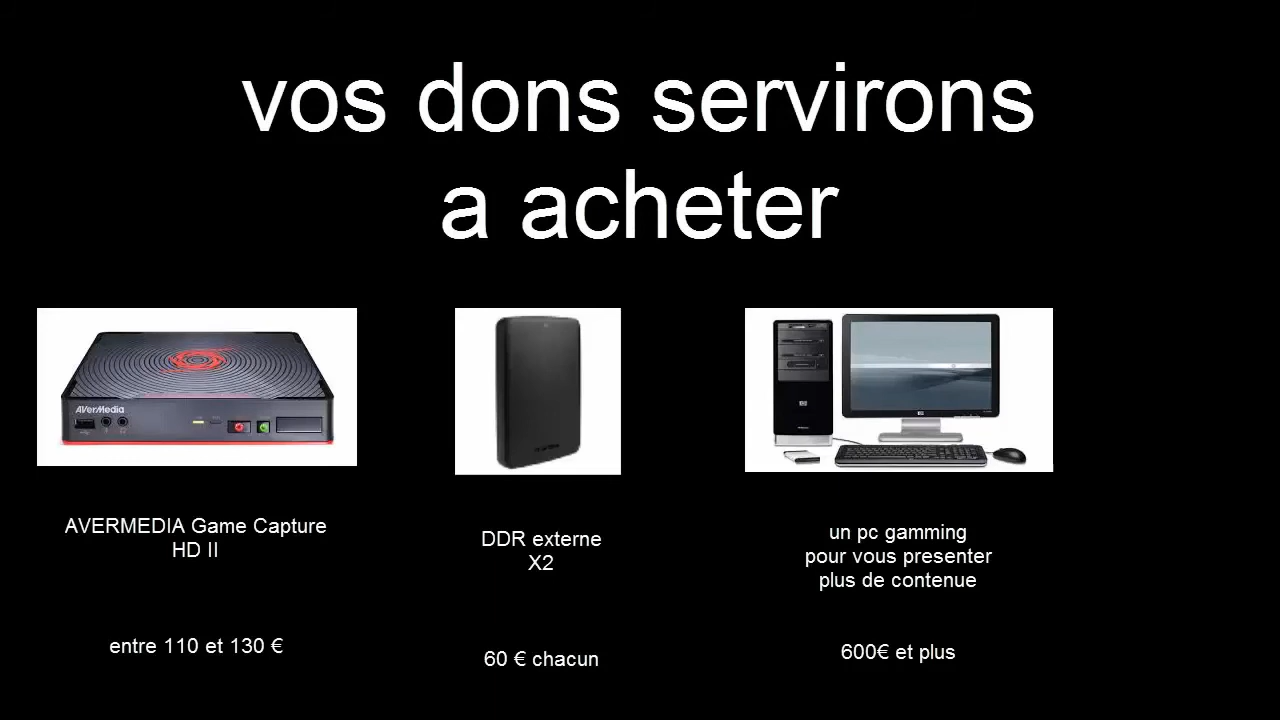 vos dons servirons
a acheter
AVerMedia
AVERMEDIA Game Capture
HD II
entre 110 et 130 €
DDR externe
X2
60 € chacun
un pc gamming
pour vous presenter
plus de contenue
600€ et plus